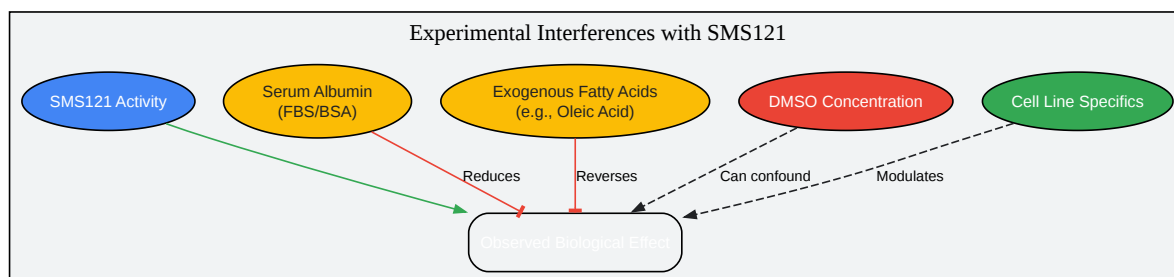 Experimental Interferences with SMS121
SMS121 Activity
Serum Albumin
(FBS/BSA)
Exogenous Fatty Acids
(e.g., Oleic Acid)
DMSO Concentration
Cell Line Specifics
Reduces
Reverses
Can confound
Modulates
Observed Biological Effect